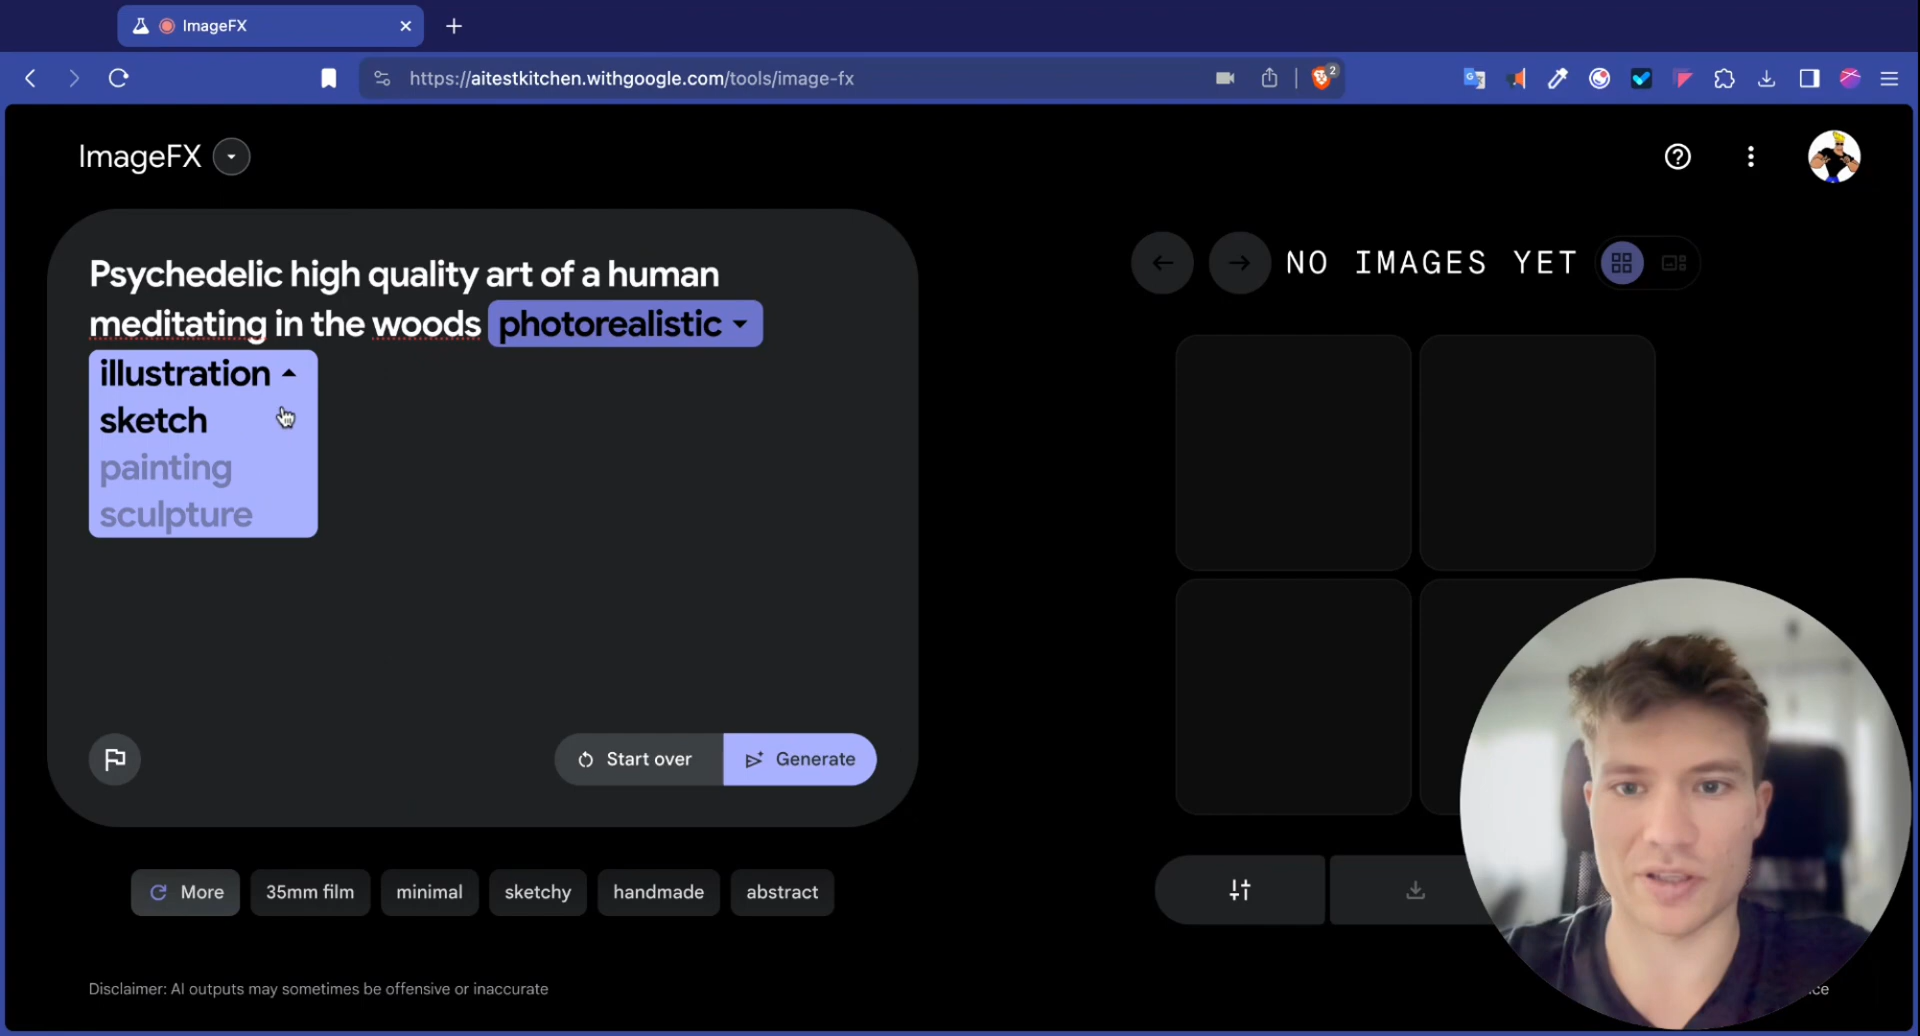 ImageFX
https://aitestkitchen.withgoogle.com/tools/image-fx
2
ImageFX
Psychedelic high quality art of a human
meditating in the woods photorealistic
illustration
sketch
painting
sculpture
Start over
Generate
More
35mm film
minimal
sketchy
handmade
abstract
Disclaimer: AI outputs may sometimes be offensive or inaccurate
NO IMAGES YET